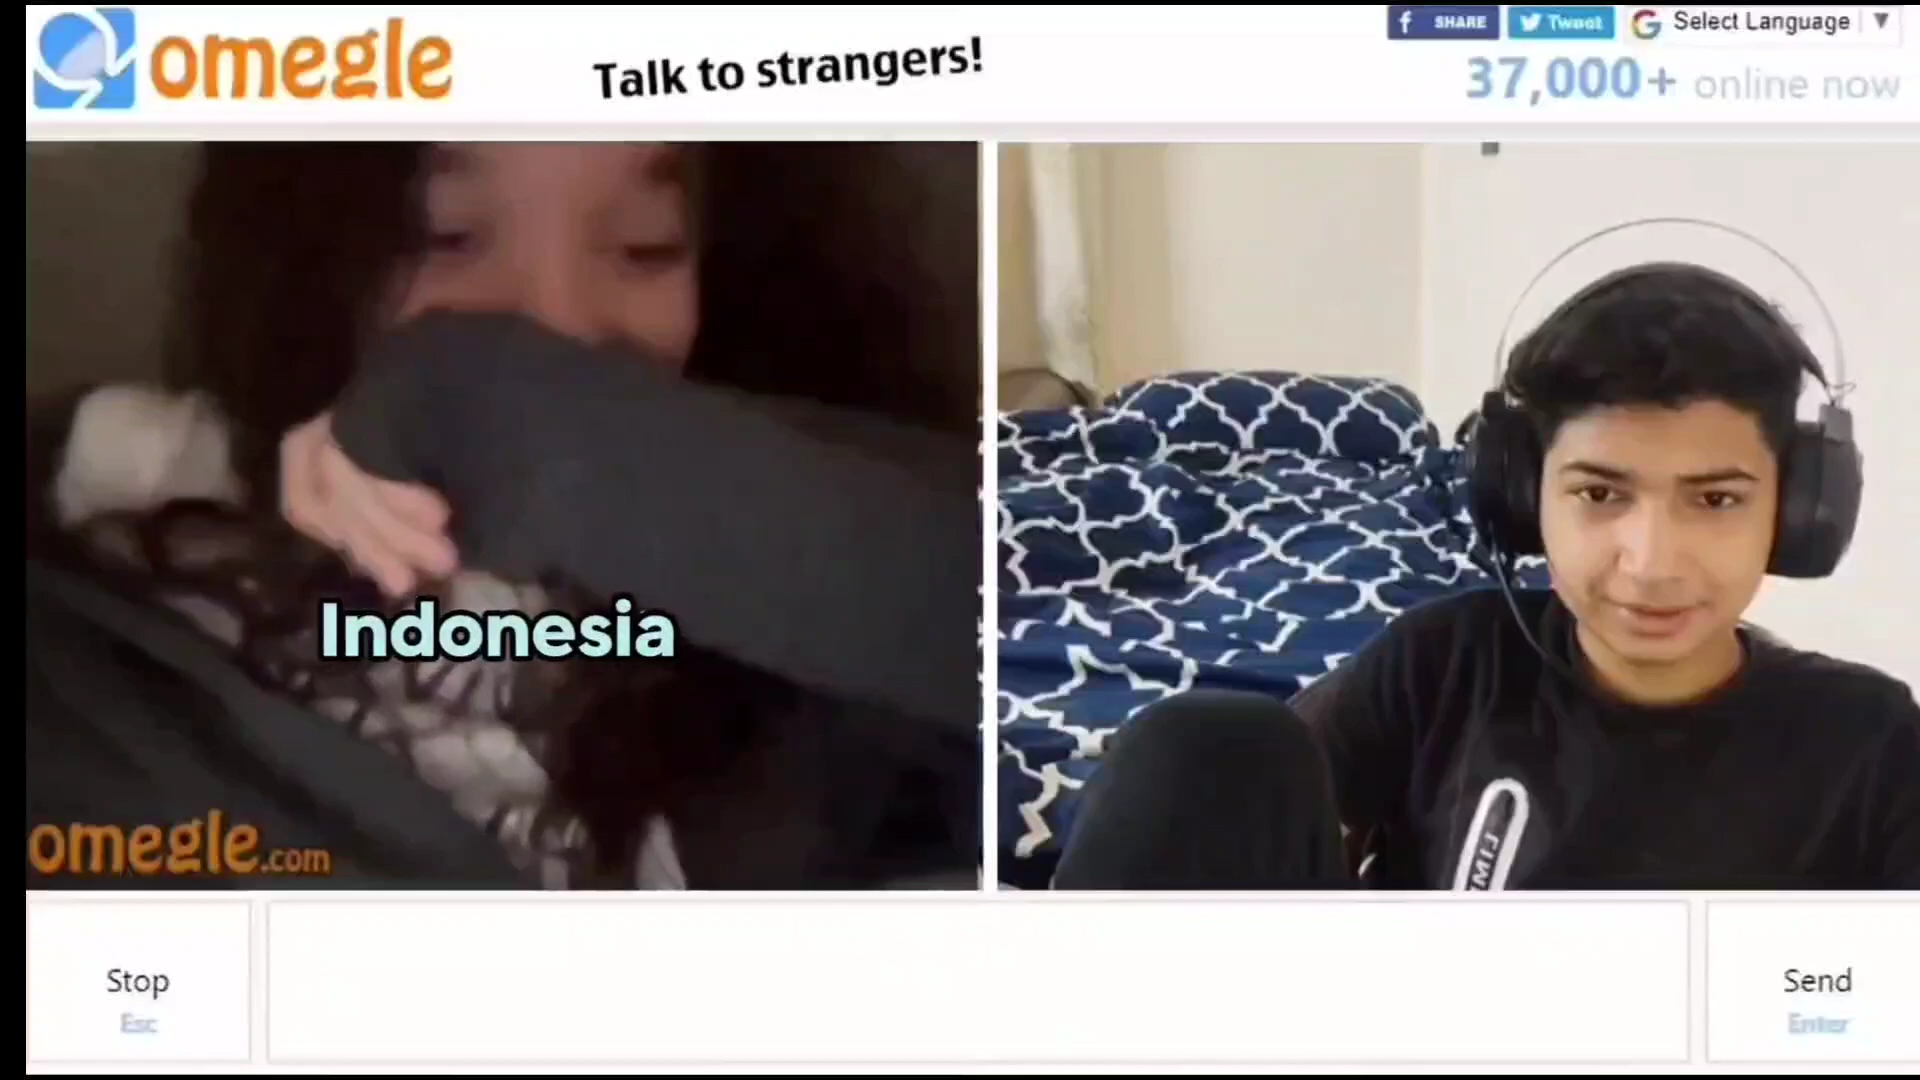 omegle
Talk to strangers!
f SHARE
Tweet
G Select Language ▼
37,000+ online now
Indonesia
omegle.com
Stop
Esc
Send
Enter